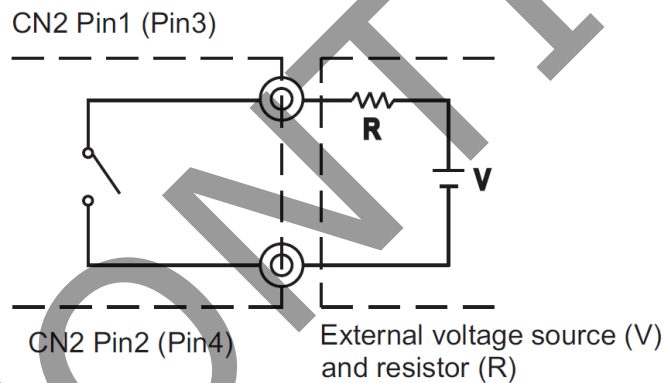 CN2 Pin1 (Pin3)
R
V
CN2 Pin2 (Pin4)
External voltage source (V)
and resistor (R)